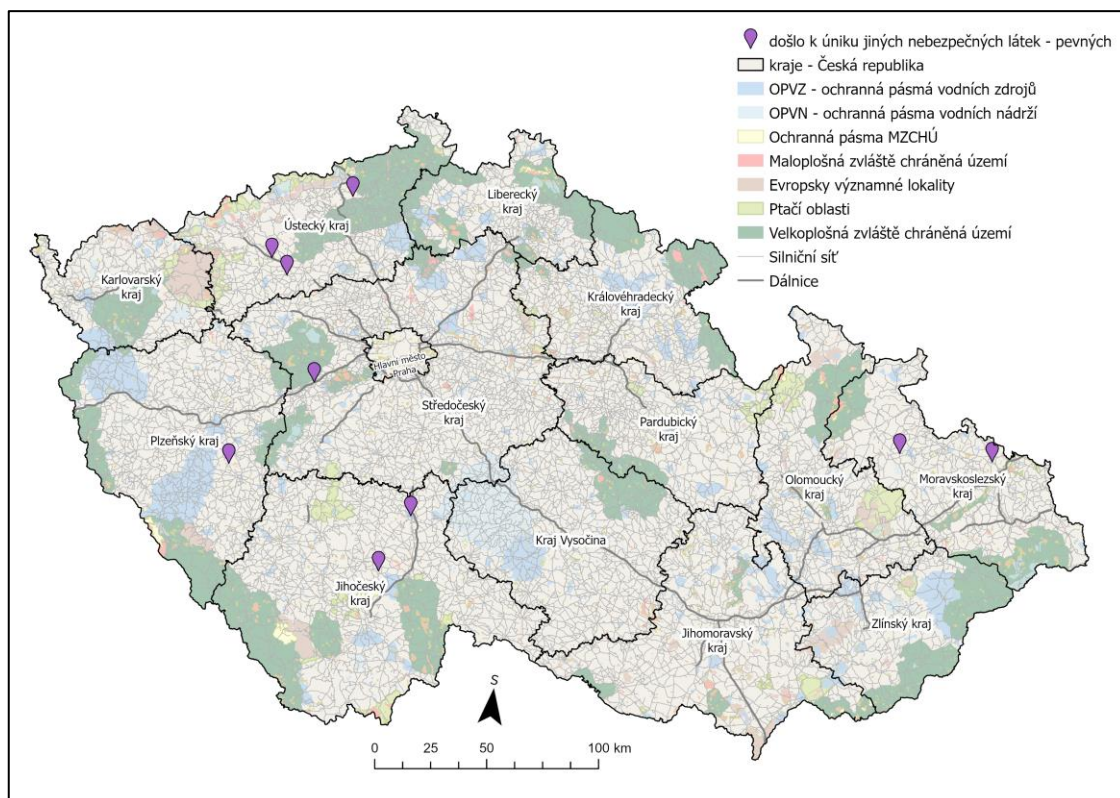 došlo k úniku jiných nebezpečných látek - pevných
kraje - Česká republika
OPVZ - ochranná pásmá vodních zdrojů
OPVN - ochranná pásma vodních nádrží
Ochranná pásma MZCHÚ
Maloplošná zvláště chráněná území
Evropsky významné lokality
Ptačí oblasti
Velkoplošná zvláště chráněná území
Silniční síť
Dálnice
Liberecký
kraj
Ústecký kraj
Karlovarský
kraj
Královéhradecký
kraj
Hlavní město
Praha
Středočeský
kraj
Pardubický
kraj
Plzeňský kraj
Olomoucký
kraj
Moravskoslezský
kraj
Kraj Vysočina
Jihočeský
kraj
Zlínský kraj
Jihomoravský
kraj
S
0 25 50 100 km